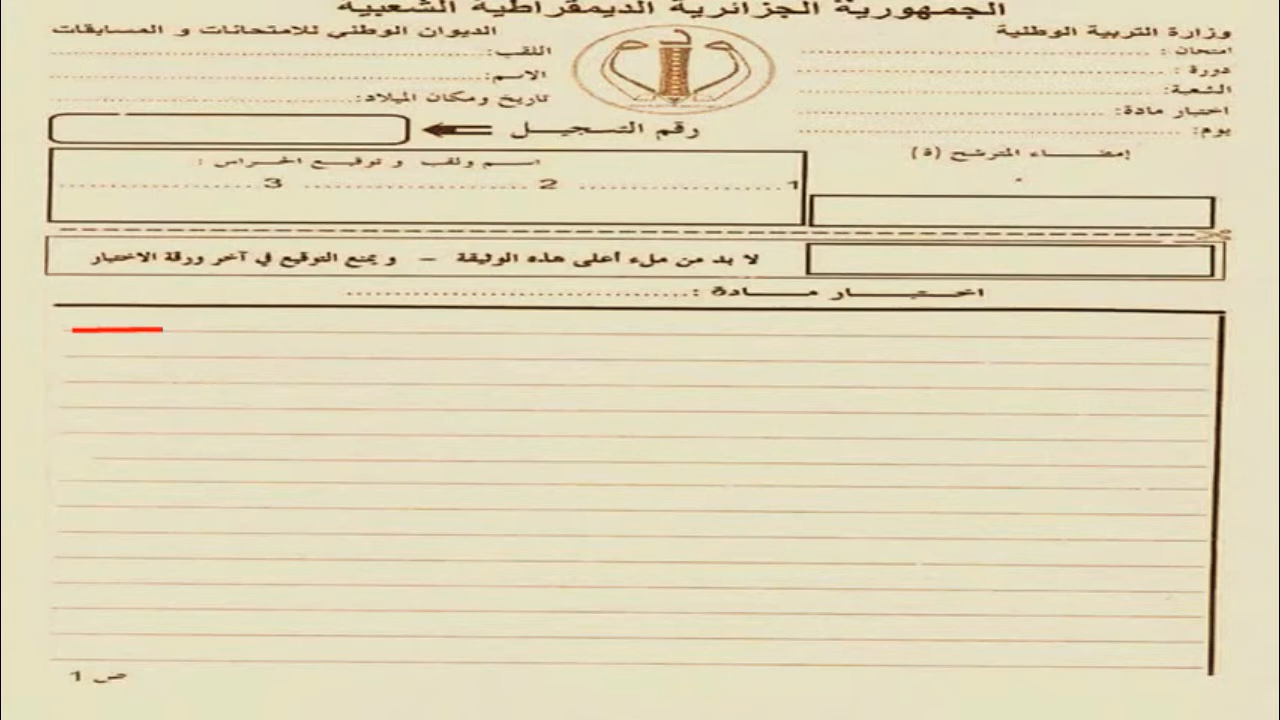 الجمهورية الجزائرية الديمقراطية الشعبية
وزارة التربية الوطنية
الديوان الوطني للامتحانات و المسابقات
امتحان : ................
اللقب: ................
دورة : ................
الاسم: ................
الشعبة: ................
تاريخ ومكان الميلاد: ................
اختبار مادة: ................
يوم: ................
رقم التسجيل
إمضاء المترشح (ة)
اسم ولقب و توقيع الحراس :
1 ................ 2 ................ 3 ................
لا بد من ملء أعلى هذه الوثيقة – و يمنع التوقيع في آخر ورقة الاختبار
اختبار مادة : ................
ص 1